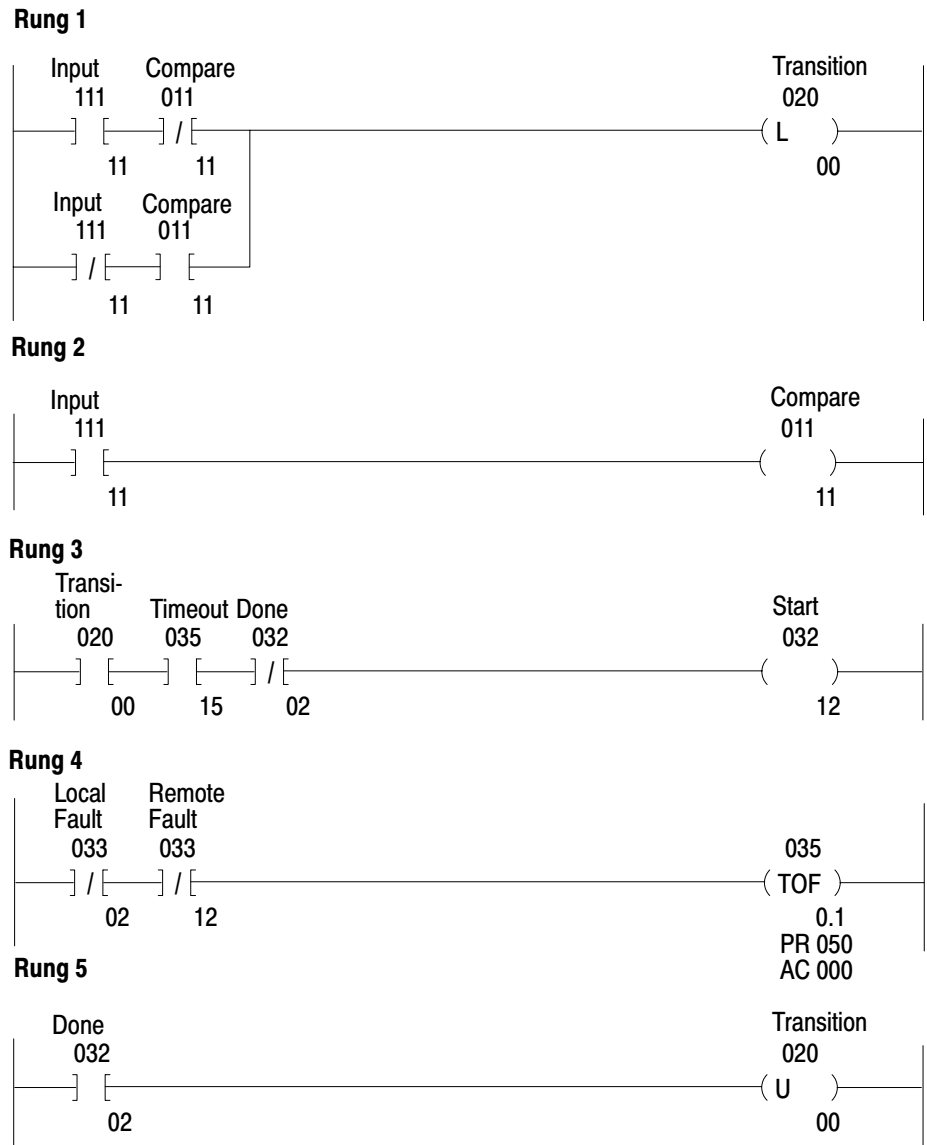 Rung 1
Input Compare Transition
111 011 020
] [ ] / [ ( L )
11 11 00
Input Compare
111 011
] / [ ] [
11 11
Rung 2
Input Compare
111 011
] [ ( )
11 11
Rung 3
Transi-
tion Timeout Done Start
020 035 032 032
] [ ] [ ] / [ ( )
00 15 02 12
Rung 4
Local Remote
Fault Fault
033 033 035
] / [ ] / [ ( TOF )
02 12 0.1
PR 050
Rung 5 AC 000
Done Transition
032 020
] [ ( U )
02 00